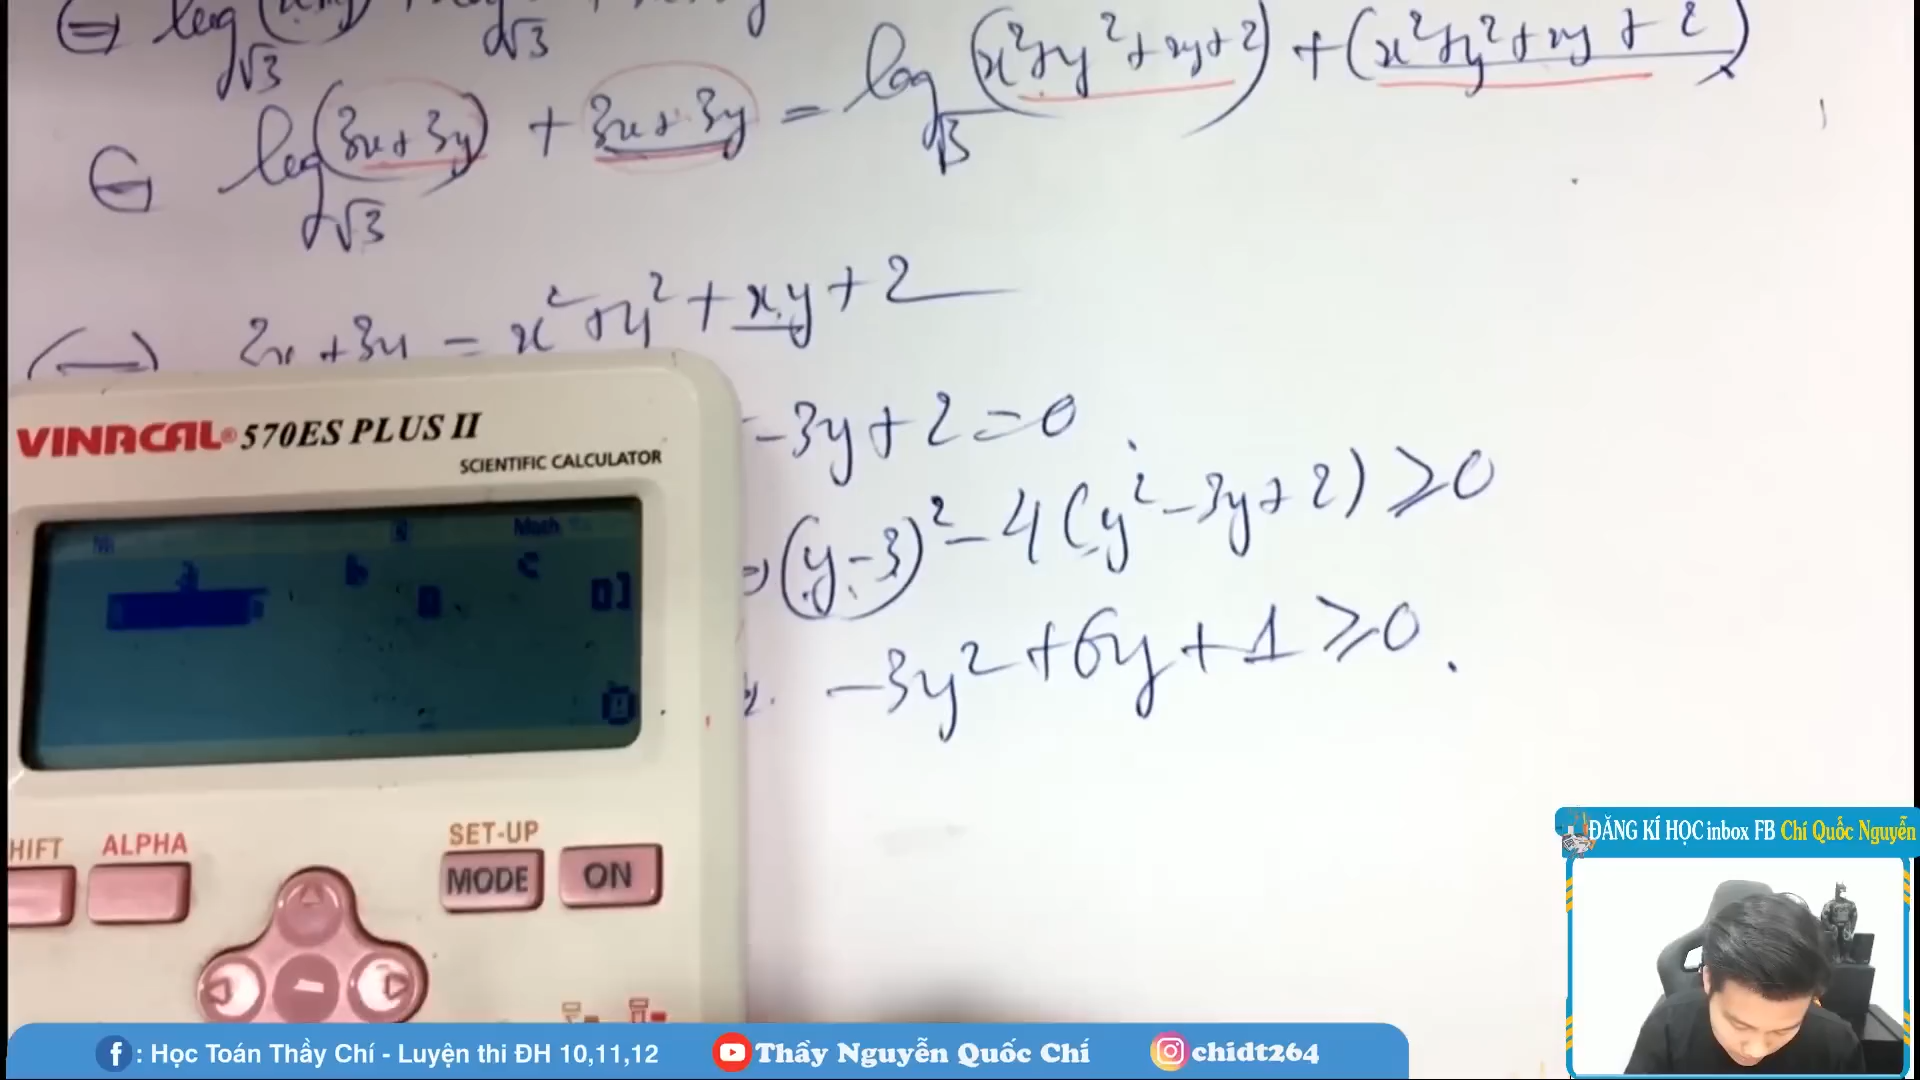 ⇔ log√3(3x+3y) + 3x+3y = log√3(x²+y²+xy+2) + (x²+y²+xy+2)
3x+3y = x²+y²+xy+2
-3y+2=0
(y-3)²-4(y²-3y+2)≥0
-3y²+6y+1≥0.
VINACAL® 570ES PLUS II
SCIENTIFIC CALCULATOR
Math
a b c
HIFT ALPHA
SET-UP
MODE ON
ĐĂNG KÍ HỌC inbox FB Chí Quốc Nguyễn
: Học Toán Thầy Chí - Luyện thi ĐH 10,11,12
Thầy Nguyễn Quốc Chí
chidt264